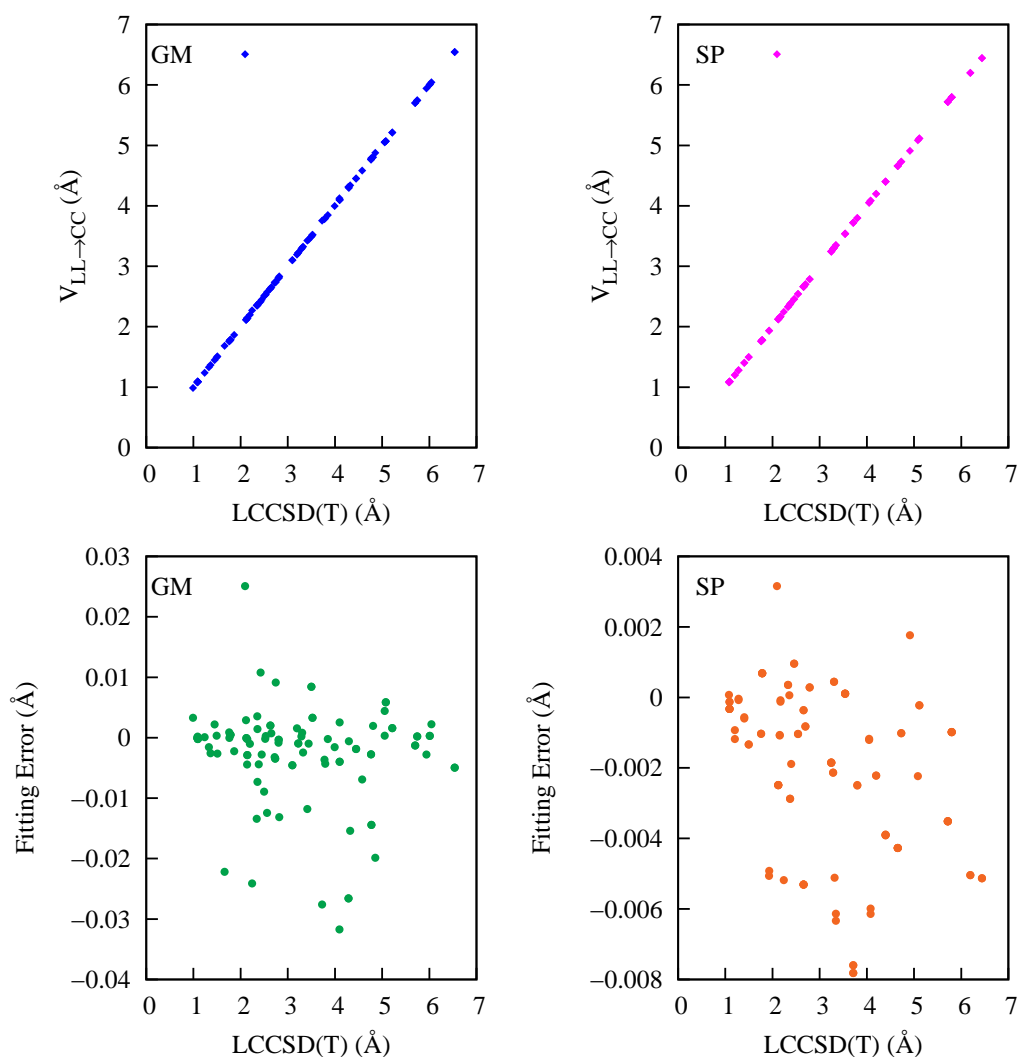 GM
7
6
5
4
3
2
1
0
V_{LL→CC} (Å)
0 1 2 3 4 5 6 7
LCCSD(T) (Å)
SP
7
6
5
4
3
2
1
0
V_{LL→CC} (Å)
0 1 2 3 4 5 6 7
LCCSD(T) (Å)
GM
0.03
0.02
0.01
0
−0.01
−0.02
−0.03
−0.04
Fitting Error (Å)
0 1 2 3 4 5 6 7
LCCSD(T) (Å)
SP
0.004
0.002
0
−0.002
−0.004
−0.006
−0.008
Fitting Error (Å)
0 1 2 3 4 5 6 7
LCCSD(T) (Å)